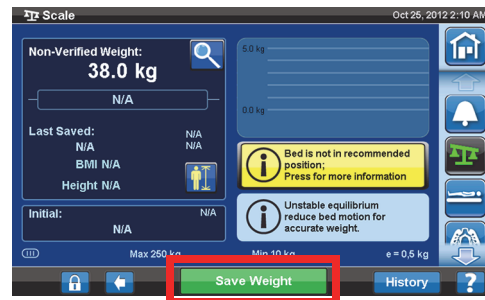 Scale
Oct 25, 2012 2:10 AM
Non-Verified Weight:
38.0 kg
N/A
Last Saved:
N/A
N/A
N/A
BMI N/A
Height N/A
Initial:
N/A
N/A
5.0 kg
0.0 kg
Bed is not in recommended
position;
Press for more information
Unstable equilibrium
reduce bed motion for
accurate weight.
Max 250 kg
Min 10 kg
e = 0,5 kg
Save Weight
History
?